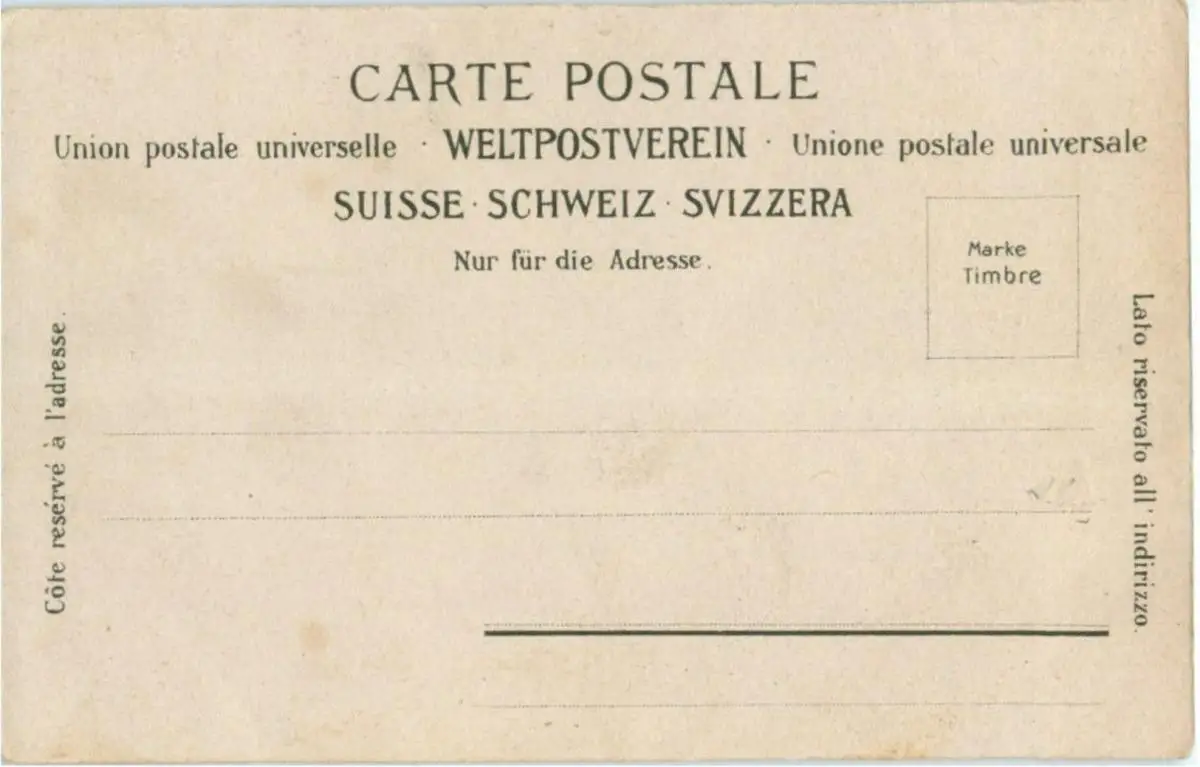 CARTE POSTALE
Union postale universelle · WELTPOSTVEREIN · Unione postale universale
SUISSE · SCHWEIZ · SVIZZERA
Nur für die Adresse.
Marke
Timbre
Côte resérvé à l'adresse.
Lato riservato all' indirizzo.